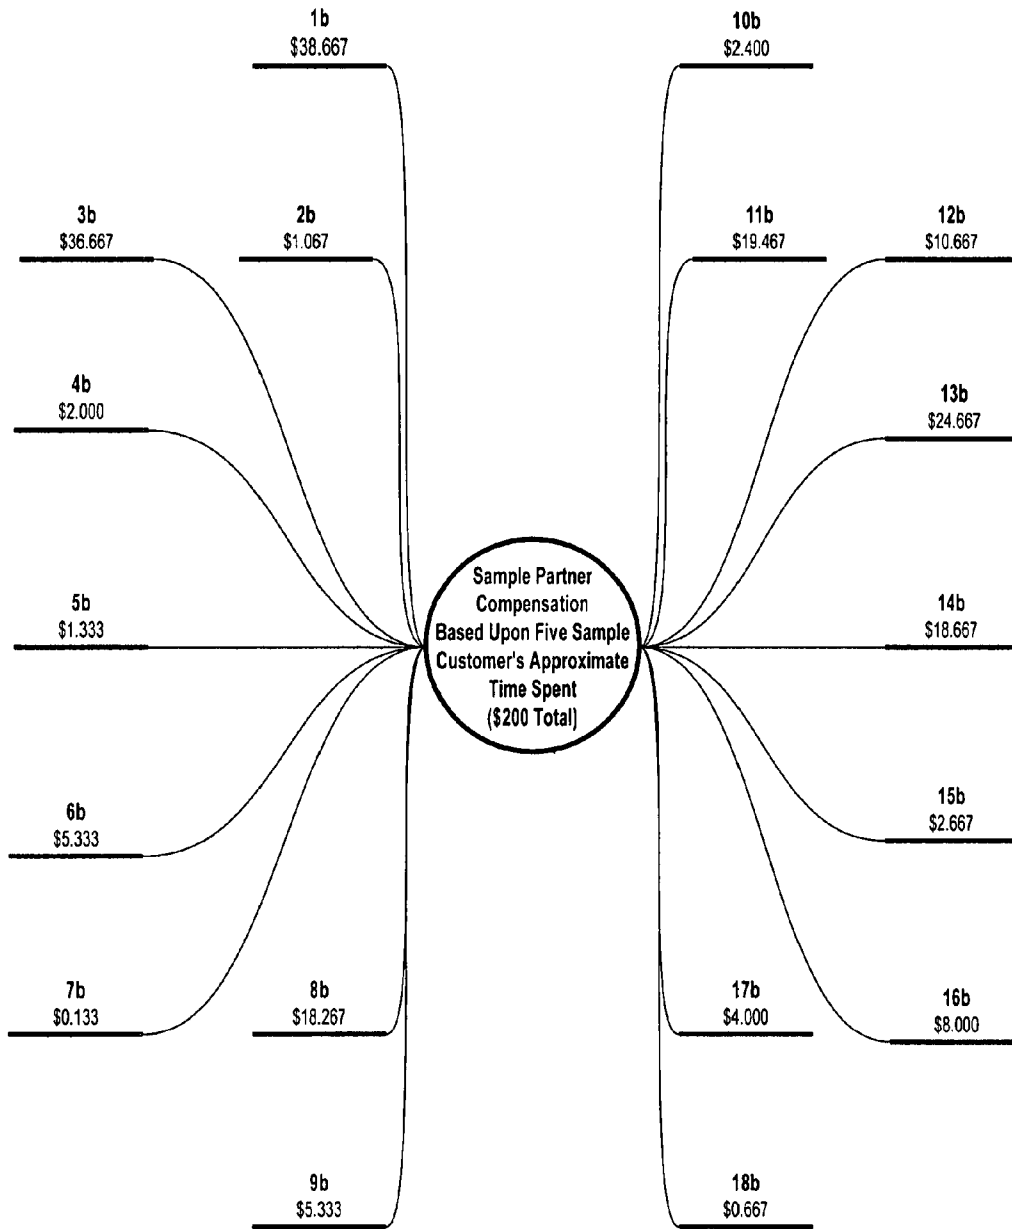 1b
$38.667
10b
$2.400
3b
$36.667
2b
$1.067
11b
$19.467
12b
$10.667
4b
$2.000
13b
$24.667
Sample Partner
Compensation
Based Upon Five Sample
Customer's Approximate
Time Spent
($200 Total)
5b
$1.333
14b
$18.667
6b
$5.333
15b
$2.667
7b
$0.133
8b
$18.267
17b
$4.000
16b
$8.000
9b
$5.333
18b
$0.667